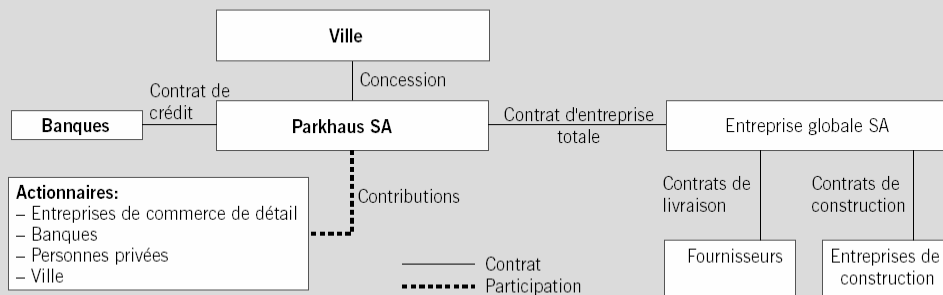 Ville
Concession
Contrat de
crédit
Banques
Parkhaus SA
Contrat d'entreprise
totale
Entreprise globale SA
Actionnaires:
– Entreprises de commerce de détail
– Banques
– Personnes privées
– Ville
Contributions
Contrats de
livraison
Contrats de
construction
Fournisseurs
Entreprises de
construction
Contrat
Participation